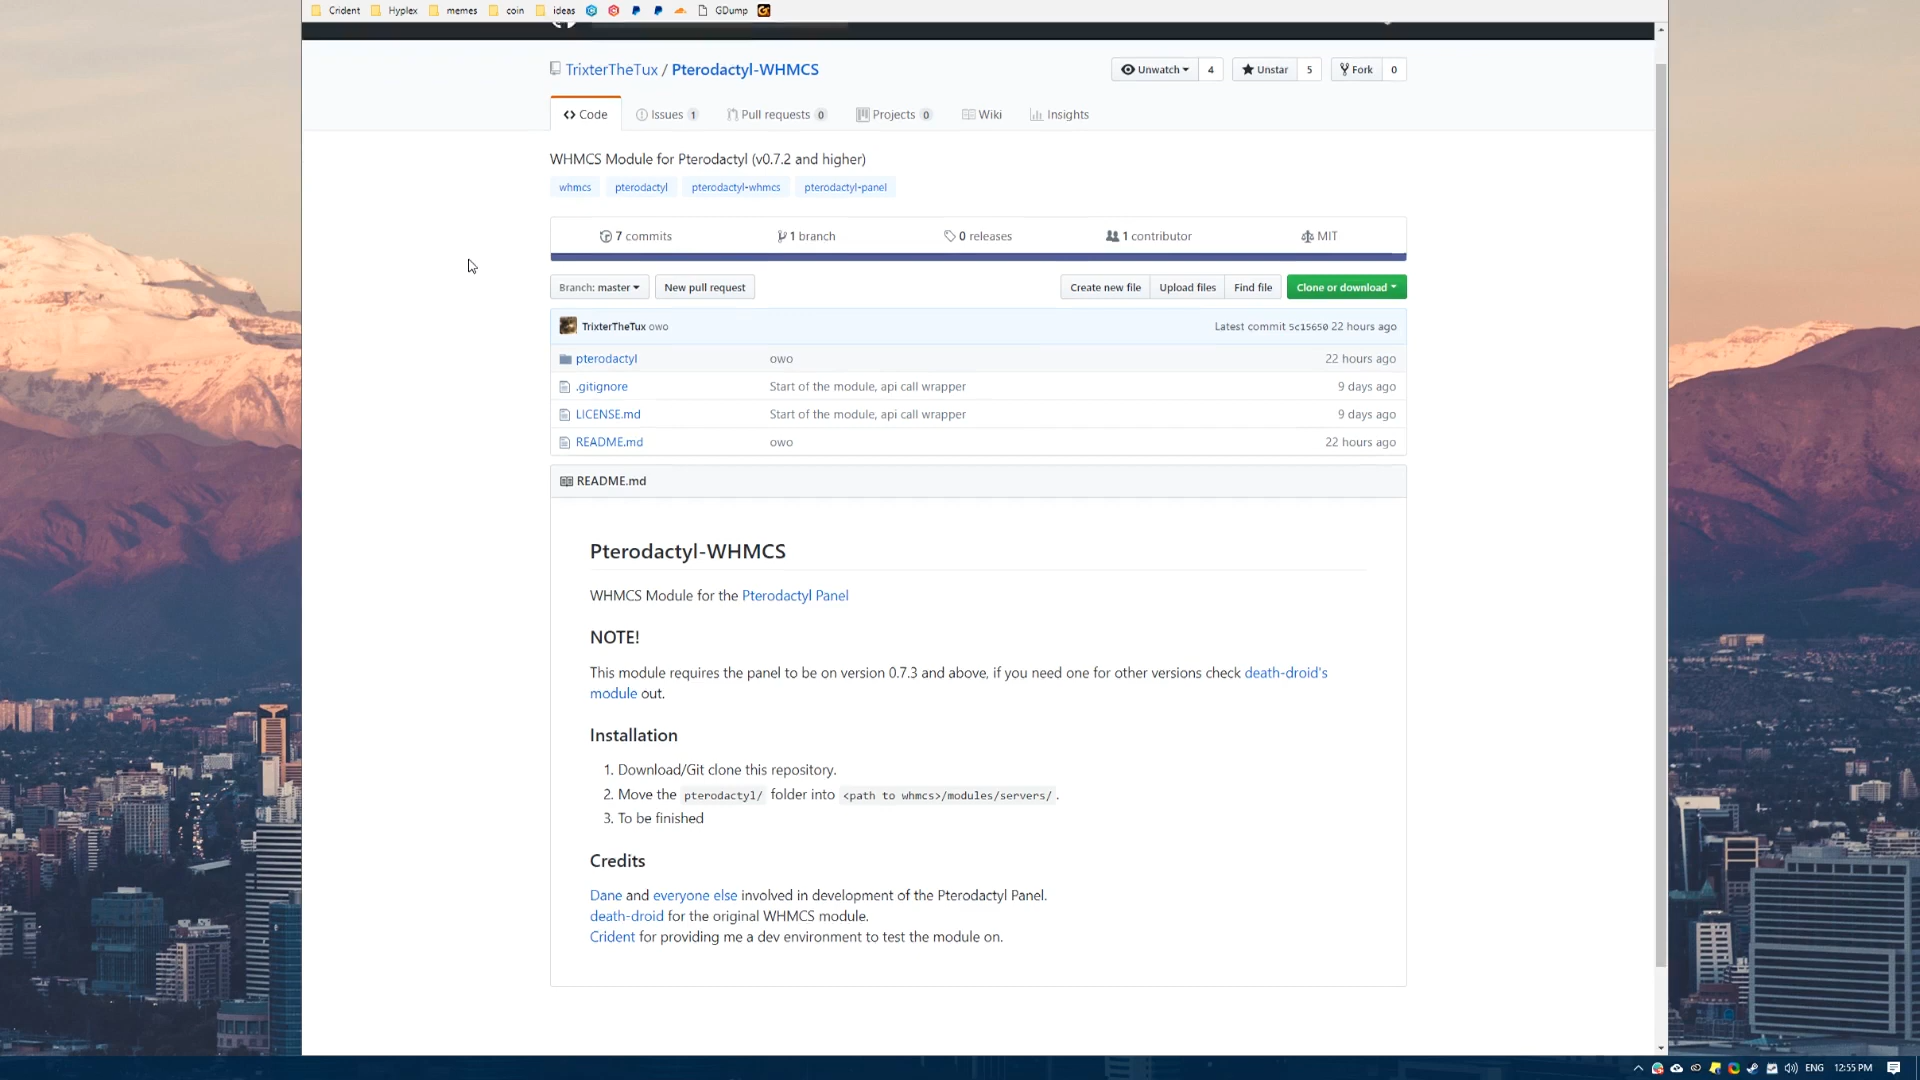 Crident Hyplex memes coin ideas GDump
TrixterTheTux / Pterodactyl-WHMCS
Unwatch 4 Unstar 5 Fork 0
Code Issues 1 Pull requests 0 Projects 0 Wiki Insights
WHMCS Module for Pterodactyl (v0.7.2 and higher)
whmcs pterodactyl pterodactyl-whmcs pterodactyl-panel
7 commits 1 branch 0 releases 1 contributor MIT
Branch: master New pull request Create new file Upload files Find file Clone or download
TrixterTheTux owo Latest commit 5c15650 22 hours ago
pterodactyl owo 22 hours ago
.gitignore Start of the module, api call wrapper 9 days ago
LICENSE.md Start of the module, api call wrapper 9 days ago
README.md owo 22 hours ago
README.md
Pterodactyl-WHMCS
WHMCS Module for the Pterodactyl Panel
NOTE!
This module requires the panel to be on version 0.7.3 and above, if you need one for other versions check death-droid's
module out.
Installation
1. Download/Git clone this repository.
2. Move the pterodactyl/ folder into <path to whmcs>/modules/servers/ .
3. To be finished
Credits
Dane and everyone else involved in development of the Pterodactyl Panel.
death-droid for the original WHMCS module.
Crident for providing me a dev environment to test the module on.
ENG 12:55 PM